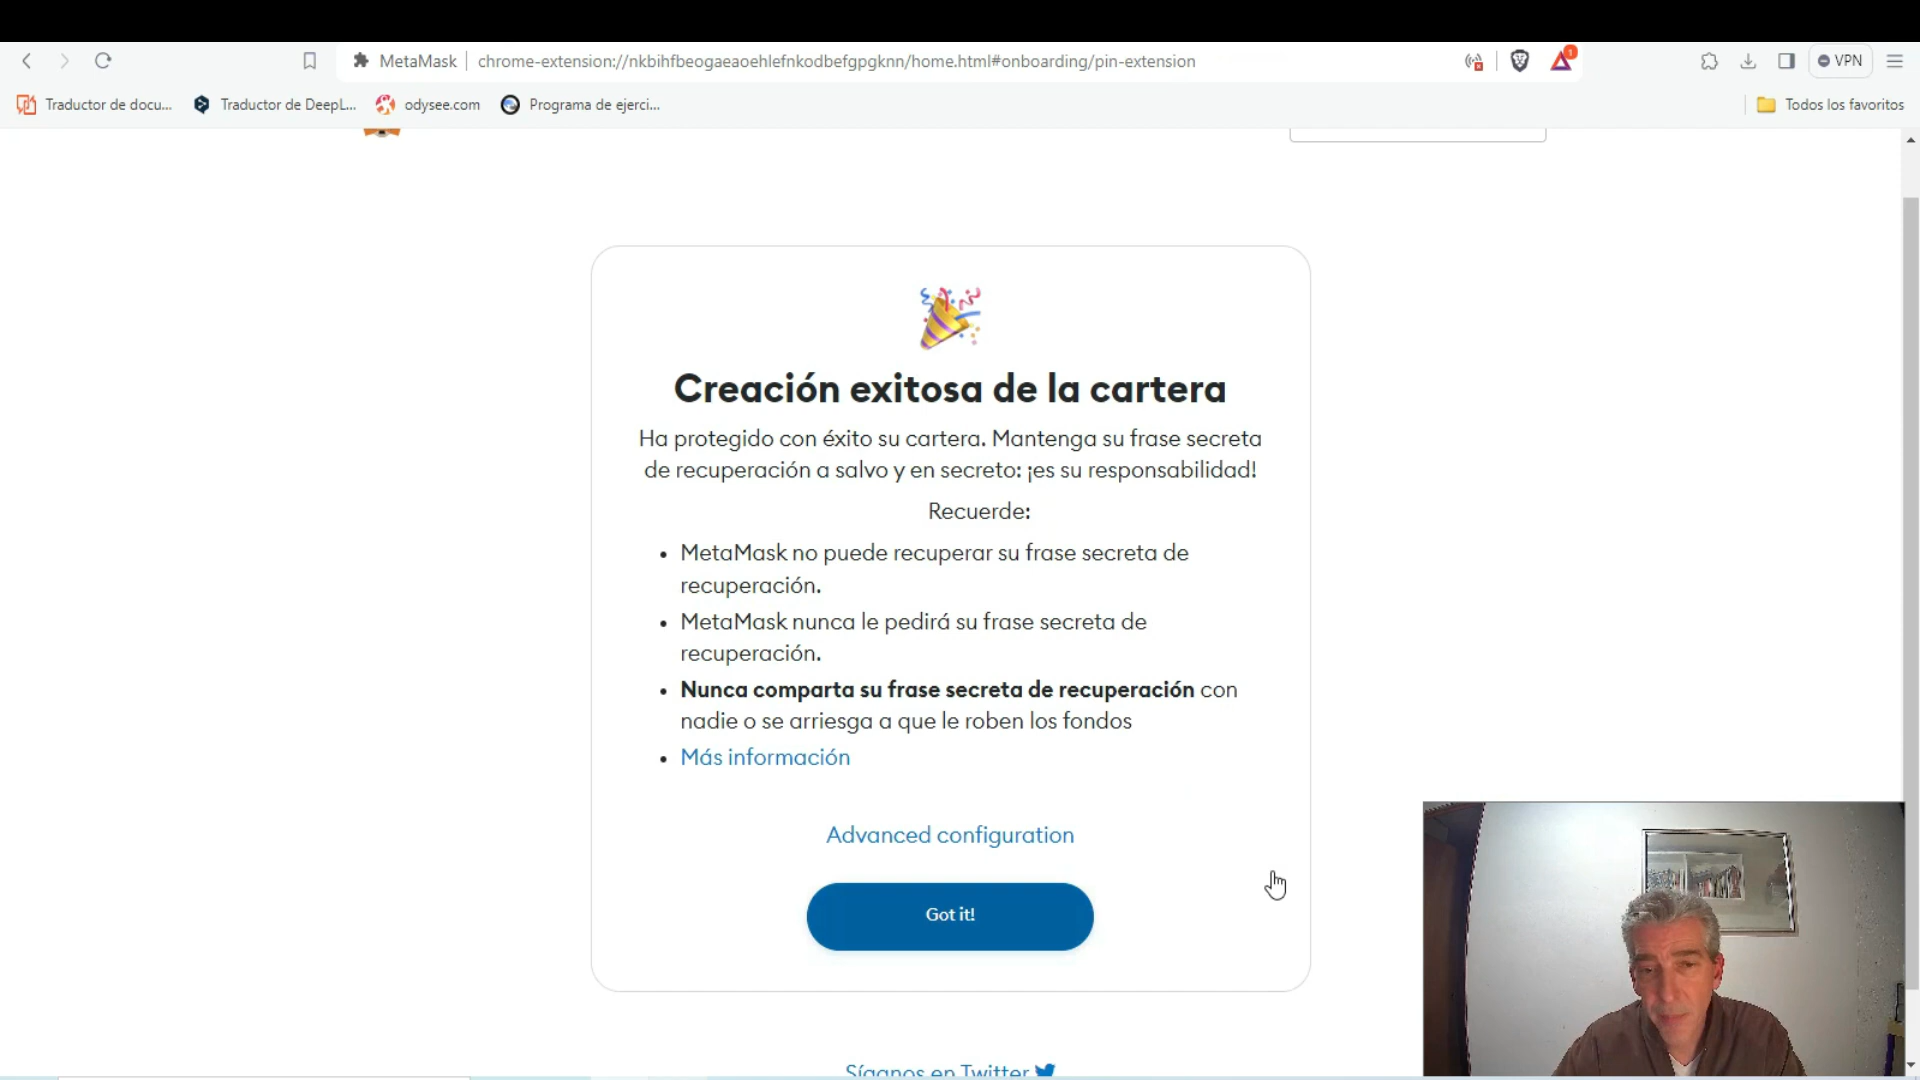 MetaMask
chrome-extension://nkbihfbeogaeaoehlefnkodbefgpgknn/home.html#onboarding/pin-extension
1
VPN
Traductor de docu...
Traductor de DeepL...
odysee.com
Programa de ejerci...
Todos los favoritos
Creación exitosa de la cartera
Ha protegido con éxito su cartera. Mantenga su frase secreta
de recuperación a salvo y en secreto: ¡es su responsabilidad!
Recuerde:
• MetaMask no puede recuperar su frase secreta de
recuperación.
• MetaMask nunca le pedirá su frase secreta de
recuperación.
• Nunca comparta su frase secreta de recuperación con
nadie o se arriesga a que le roben los fondos
• Más información
Advanced configuration
Got it!
Síganos en Twitter